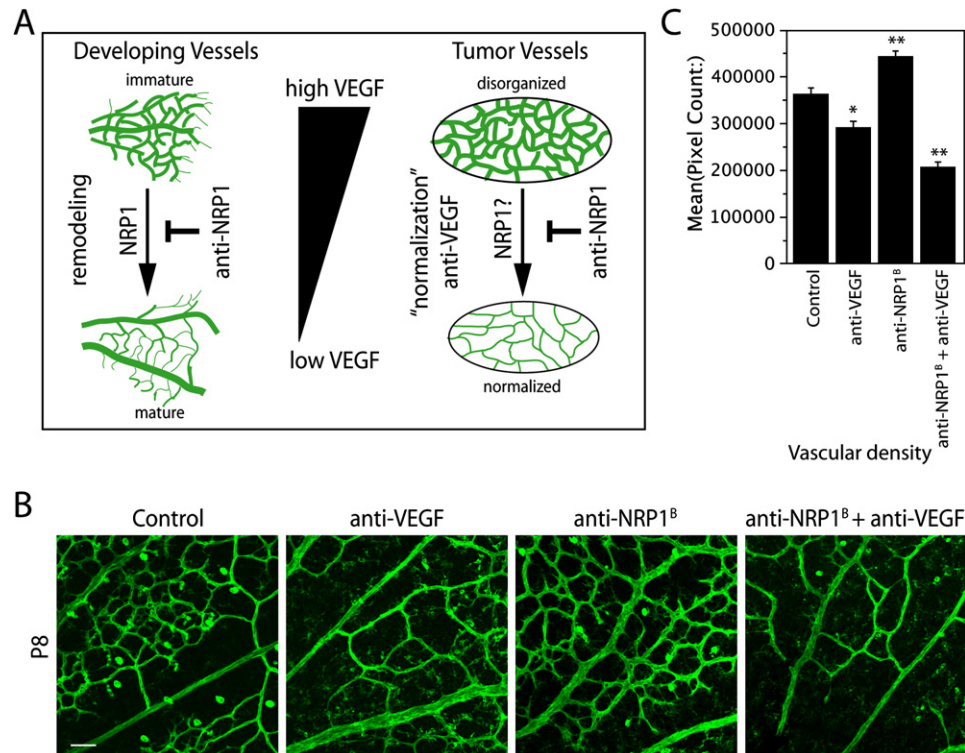 A
Developing Vessels
immature
remodeling
NRP1
anti-NRP1
mature
high VEGF
low VEGF
Tumor Vessels
disorganized
“normalization”
anti-VEGF
NRP1?
anti-NRP1
normalized
C
Mean(Pixel Count:)
500000
400000
300000
200000
100000
0
*
**
**
Control
anti-VEGF
anti-NRP1ᴮ
anti-NRP1ᴮ + anti-VEGF
Vascular density
B
Control
anti-VEGF
anti-NRP1ᴮ
anti-NRP1ᴮ + anti-VEGF
P8